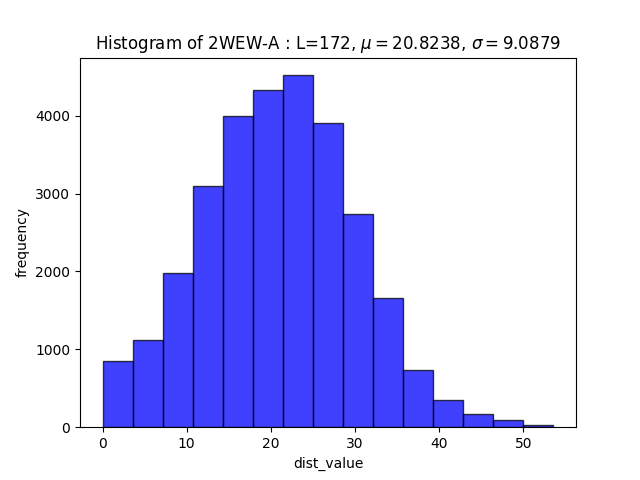 Histogram of 2WEW-A : L=172, μ = 20.8238, σ = 9.0879
frequency
4000
3000
2000
1000
0
0 10 20 30 40 50
dist_value